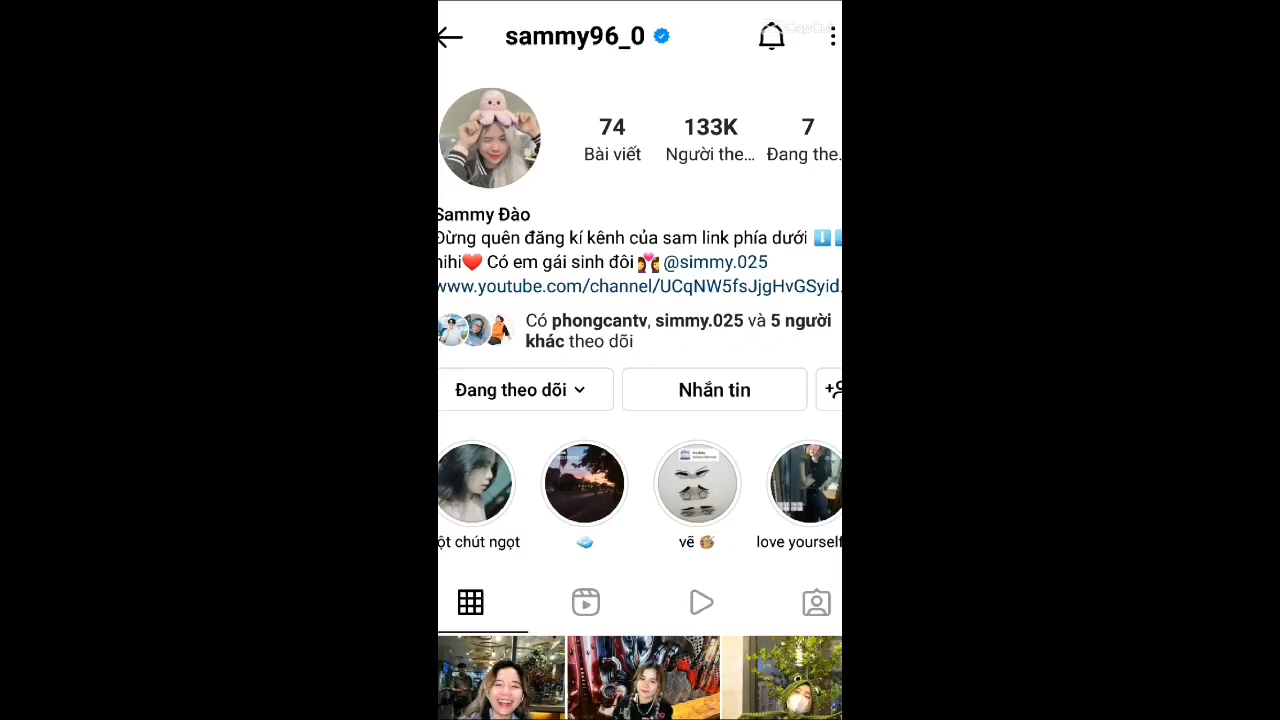 sammy96_0
CapCut
74
133K
7
Bài viết
Người the...
Đang the...
Sammy Đào
Đừng quên đăng kí kênh của sam link phía dưới ⬇️
hihi❤️ Có em gái sinh đôi 👩‍❤️‍👩 @simmy.025
www.youtube.com/channel/UCqNW5fsJjgHvGSyid.
Có phongcantv, simmy.025 và 5 người
khác theo dõi
Đang theo dõi
Nhắn tin
ột chút ngọt
vẽ
love yourself